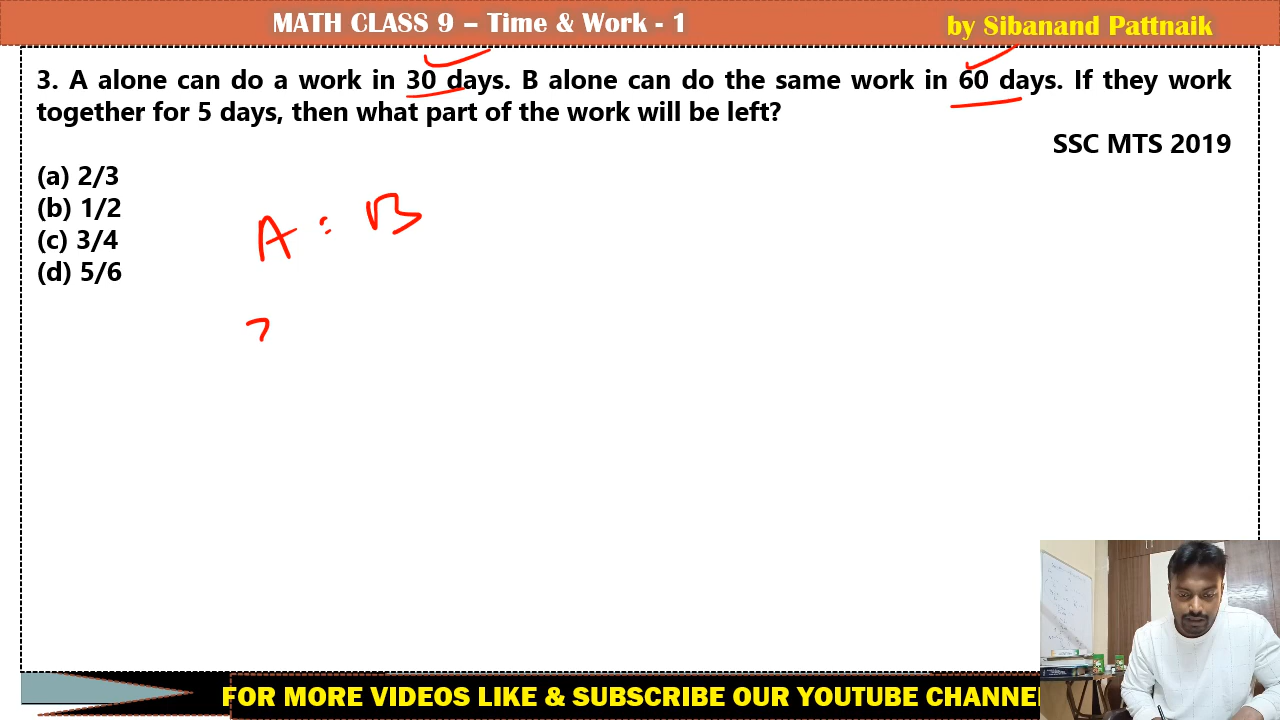 MATH CLASS 9 – Time & Work - 1
by Sibanand Pattnaik
3. A alone can do a work in 30 days. B alone can do the same work in 60 days. If they work
together for 5 days, then what part of the work will be left?
SSC MTS 2019
(a) 2/3
(b) 1/2
(c) 3/4
(d) 5/6
A : B
FOR MORE VIDEOS LIKE & SUBSCRIBE OUR YOUTUBE CHANNE